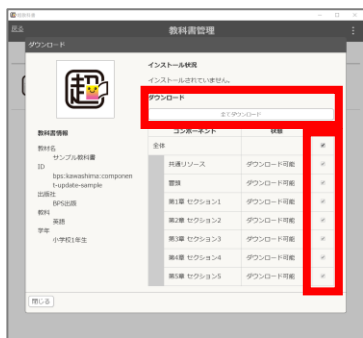 超教科書
戻る
教科書管理
ダウンロード
超
インストール状況
インストールされていません。
ダウンロード
全てダウンロード
教科書情報
教材名
サンプル教科書
ID
bps:kawashima:componen
t-update-sample
出版社
BPS出版
教科
英語
学年
小学校1年生
コンポーネント 状態
全体
共通リソース ダウンロード可能
冒頭 ダウンロード可能
第1章 セクション1 ダウンロード可能
第2章 セクション2 ダウンロード可能
第3章 セクション3 ダウンロード可能
第4章 セクション4 ダウンロード可能
第5章 セクション5 ダウンロード可能
閉じる